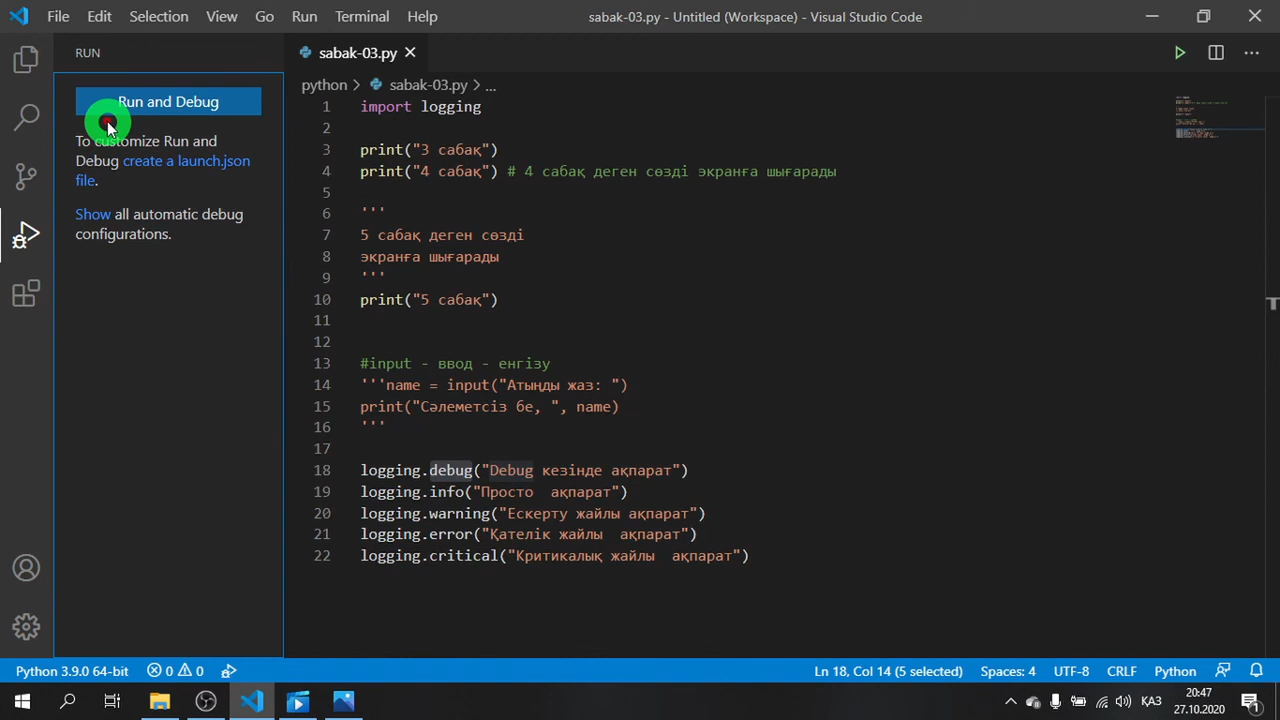 File Edit Selection View Go Run Terminal Help
sabak-03.py - Untitled (Workspace) - Visual Studio Code
RUN
Run and Debug
To customize Run and
Debug create a launch.json
file.
Show all automatic debug
configurations.
sabak-03.py
python > sabak-03.py > ...
1 import logging
2
3 print("3 сабақ")
4 print("4 сабақ") # 4 сабақ деген сөзді экранға шығарады
5
6 '''
7 5 сабақ деген сөзді
8 экранға шығарады
9 '''
10 print("5 сабақ")
11
12
13 #input - ввод - енгізу
14 '''name = input("Атыңды жаз: ")
15 print("Сәлеметсіз бе, ", name)
16 '''
17
18 logging.debug("Debug кезінде ақпарат")
19 logging.info("Просто  ақпарат")
20 logging.warning("Ескерту жайлы ақпарат")
21 logging.error("Қателік жайлы  ақпарат")
22 logging.critical("Критикалық жайлы  ақпарат")
Python 3.9.0 64-bit 0 0 Ln 18, Col 14 (5 selected) Spaces: 4 UTF-8 CRLF Python
ҚАЗ 20:47
27.10.2020 1